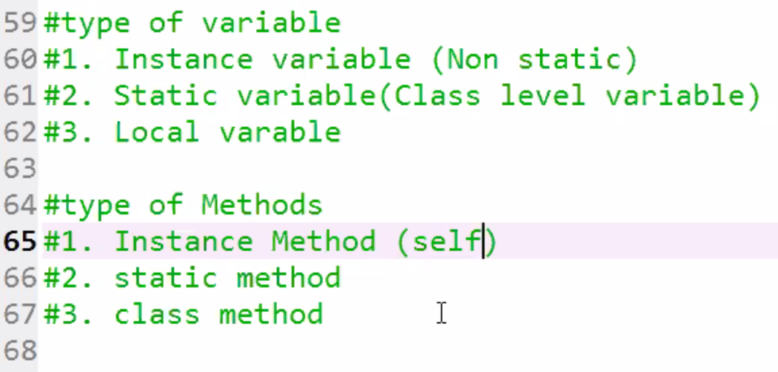 59 #type of variable
60 #1. Instance variable (Non static)
61 #2. Static variable(Class level variable)
62 #3. Local varable
63
64 #type of Methods
65 #1. Instance Method (self)
66 #2. static method
67 #3. class method
68